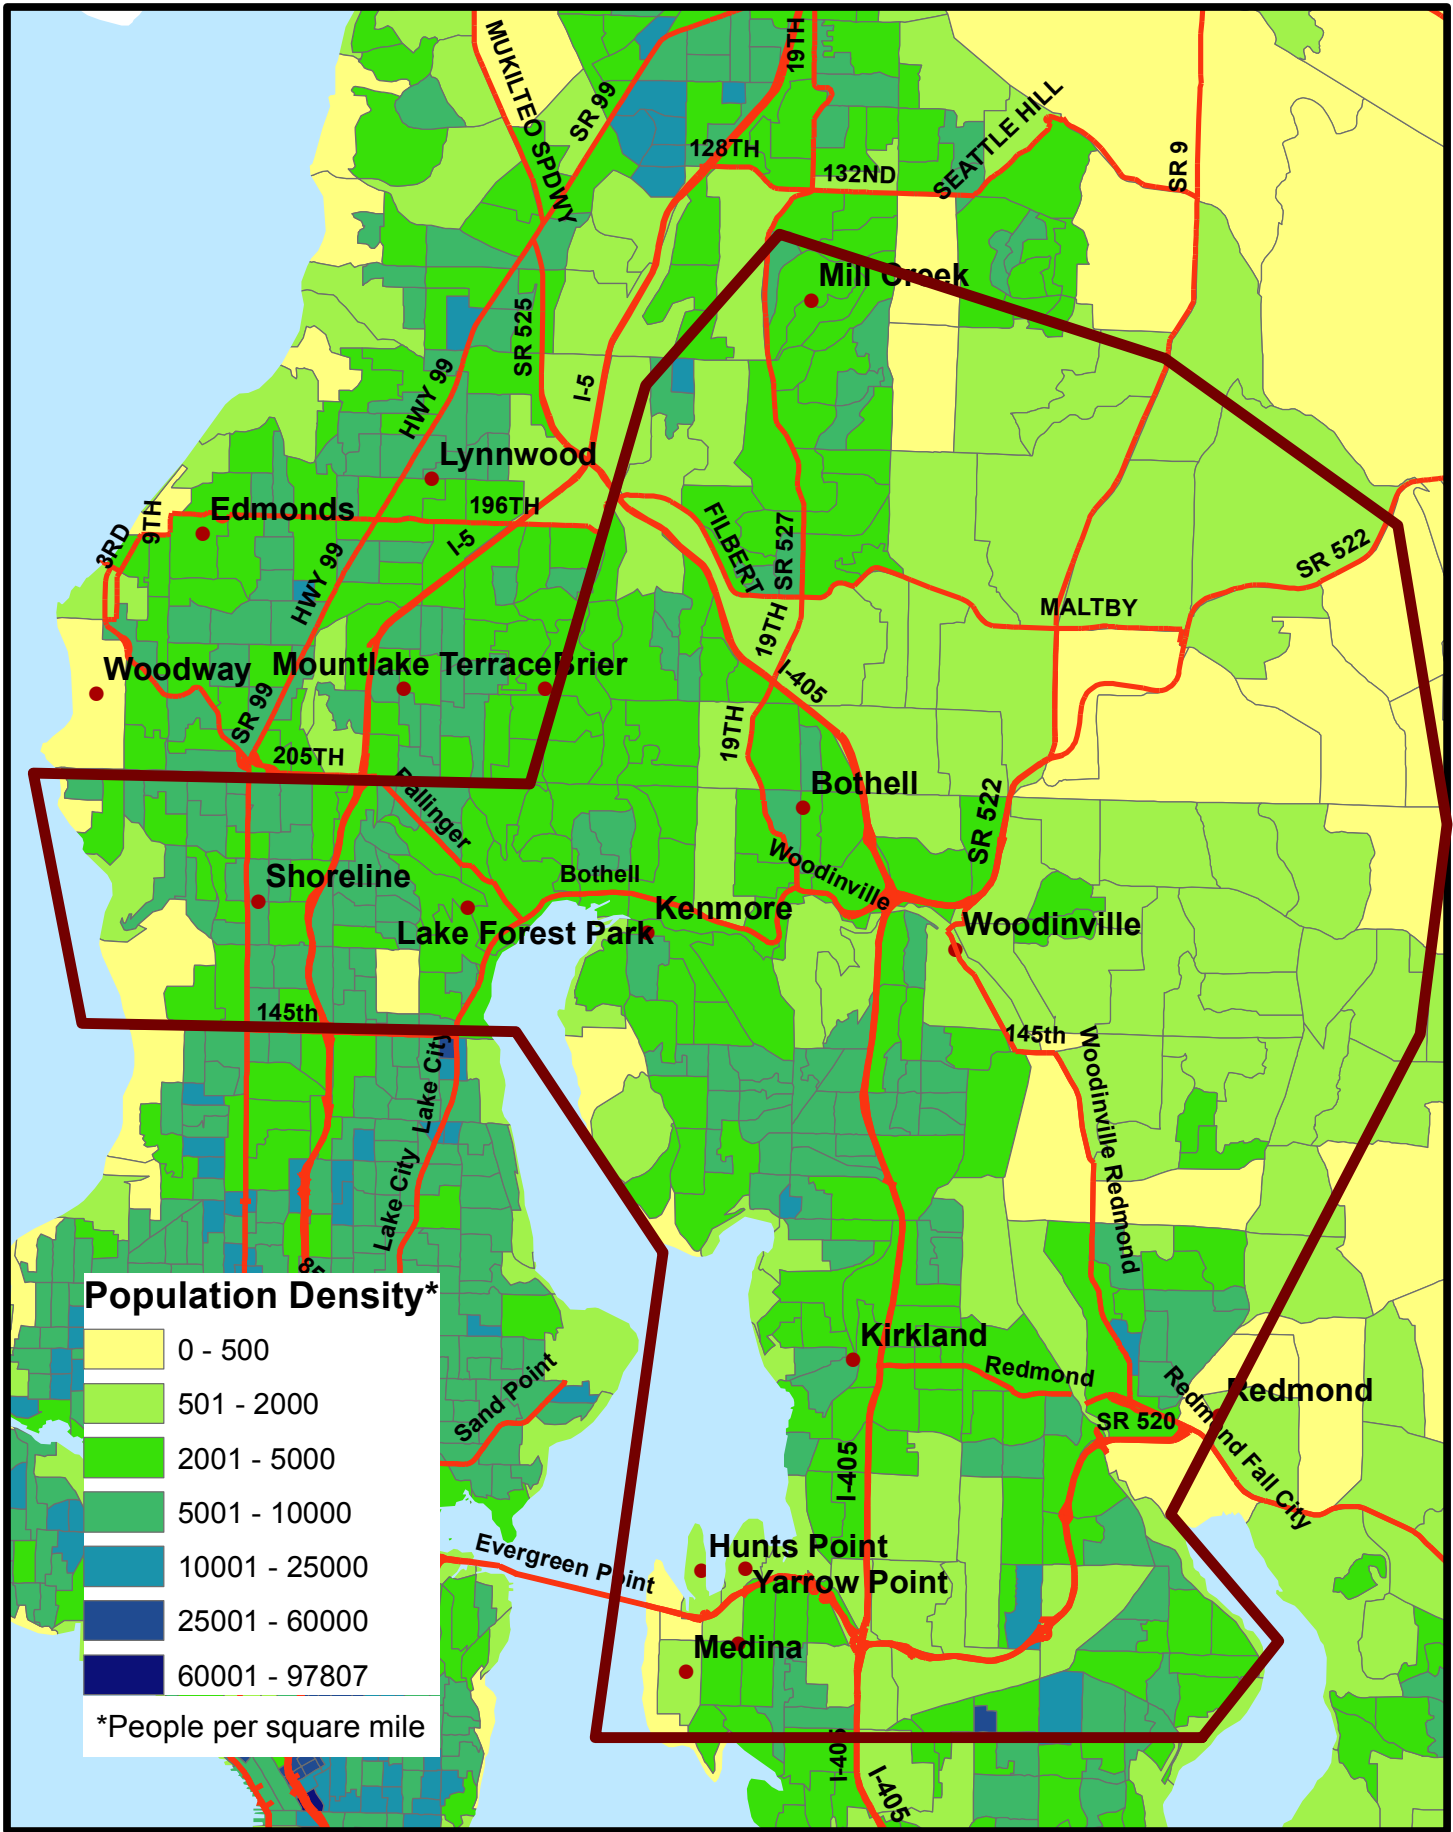 MUKILTEO SPDWY
SR 99
19TH
128TH
132ND
SEATTLE HILL
SR 9
Mill Creek
SR 525
I-5
HWY 99
Lynnwood
196TH
Edmonds
9TH
3RD
HWY 99
I-5
FILBERT
SR 527
SR 522
MALTBY
19TH
Woodway
Mountlake Terrace
Brier
I-405
SR 99
205TH
19TH
Ballinger
Bothell
SR 522
Woodinville
Shoreline
Bothell
Kenmore
Lake Forest Park
Woodinville
145th
145th
Lake City
Woodinville Redmond
Lake City
85
Kirkland
Redmond
Redmond
SR 520
Redmond Fall City
Sand Point
I-405
Evergreen Point
Hunts Point
Yarrow Point
Medina
I-405
I-405
Population Density*
0 - 500
501 - 2000
2001 - 5000
5001 - 10000
10001 - 25000
25001 - 60000
60001 - 97807
*People per square mile